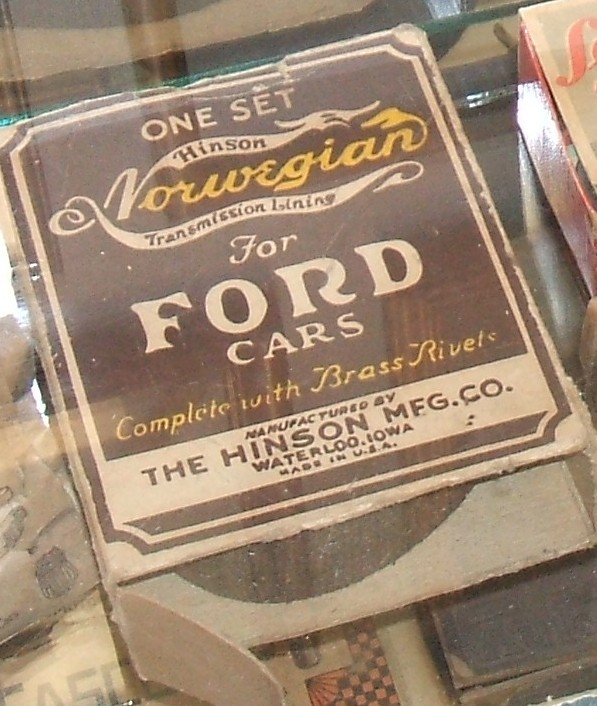 ONE SET
Hinson
Norwegian
Transmission Lining
For
FORD
CARS
Complete with Brass Rivets
MANUFACTURED BY
THE HINSON MFG. CO.
WATERLOO, IOWA
MADE IN U.S.A.